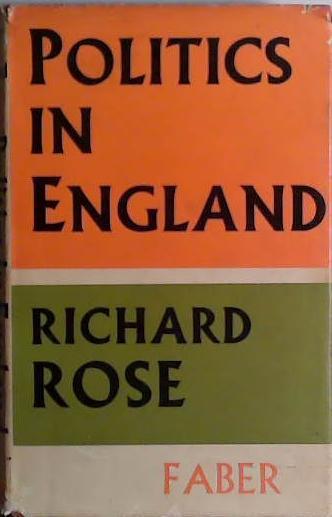 POLITICS
IN
ENGLAND
RICHARD
ROSE
FABER